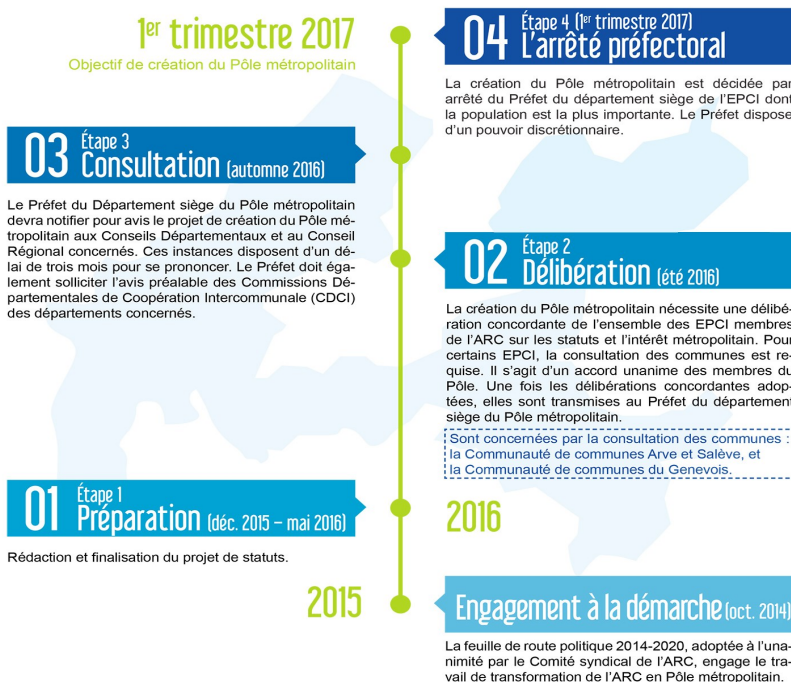 1er trimestre 2017
Objectif de création du Pôle métropolitain
04 Étape 4 (1er trimestre 2017)
L'arrêté préfectoral
La création du Pôle métropolitain est décidée par
arrêté du Préfet du département siège de l'EPCI dont
la population est la plus importante. Le Préfet dispose
d'un pouvoir discrétionnaire.
03 Étape 3
Consultation (automne 2016)
Le Préfet du Département siège du Pôle métropolitain
devra notifier pour avis le projet de création du Pôle mé-
tropolitain aux Conseils Départementaux et au Conseil
Régional concernés. Ces instances disposent d'un dé-
lai de trois mois pour se prononcer. Le Préfet doit éga-
lement solliciter l'avis préalable des Commissions Dé-
partementales de Coopération Intercommunale (CDCI)
des départements concernés.
02 Étape 2
Délibération (été 2016)
La création du Pôle métropolitain nécessite une délibé-
ration concordante de l'ensemble des EPCI membres
de l'ARC sur les statuts et l'intérêt métropolitain. Pour
certains EPCI, la consultation des communes est re-
quise. Il s'agit d'un accord unanime des membres du
Pôle. Une fois les délibérations concordantes adop-
tées, elles sont transmises au Préfet du département
siège du Pôle métropolitain.
Sont concernées par la consultation des communes :
la Communauté de communes Arve et Salève, et
la Communauté de communes du Genevois.
01 Étape 1
Préparation (déc. 2015 – mai 2016)
Rédaction et finalisation du projet de statuts.
2016
2015
Engagement à la démarche (oct. 2014)
La feuille de route politique 2014-2020, adoptée à l'una-
nimité par le Comité syndical de l'ARC, engage le tra-
vail de transformation de l'ARC en Pôle métropolitain.